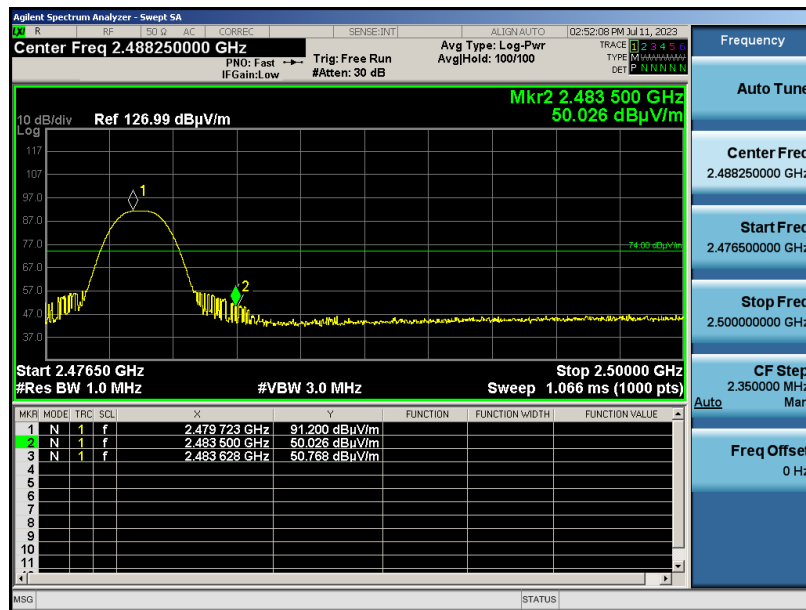 Agilent Spectrum Analyzer - Swept SA
LXI R RF 50 Ω AC CORREC SENSE:INT ALIGN AUTO 02:52:08 PM Jul 11, 2023
Center Freq 2.488250000 GHz
PNO: Fast
IFGain:Low
Trig: Free Run
#Atten: 30 dB
Avg Type: Log-Pwr
Avg|Hold: 100/100
TRACE 1 2 3 4 5 6
TYPE M
DET P N N N N N
Frequency
Mkr2 2.483 500 GHz
50.026 dBµV/m
10 dB/div Ref 126.99 dBµV/m
Log
117
107
97.0
87.0
77.0
67.0
57.0
47.0
37.0
1
2
74.00 dBµV/m
Start 2.47650 GHz Stop 2.50000 GHz
#Res BW 1.0 MHz #VBW 3.0 MHz Sweep 1.066 ms (1000 pts)
MKR MODE TRC SCL X Y FUNCTION FUNCTION WIDTH FUNCTION VALUE
1 N 1 f 2.479 723 GHz 91.200 dBµV/m
2 N 1 f 2.483 500 GHz 50.026 dBµV/m
3 N 1 f 2.483 628 GHz 50.768 dBµV/m
4
5
6
7
8
9
10
11
Auto Tune
Center Freq
2.488250000 GHz
Start Freq
2.476500000 GHz
Stop Freq
2.500000000 GHz
CF Step
2.350000 MHz
Auto Man
Freq Offset
0 Hz
MSG STATUS